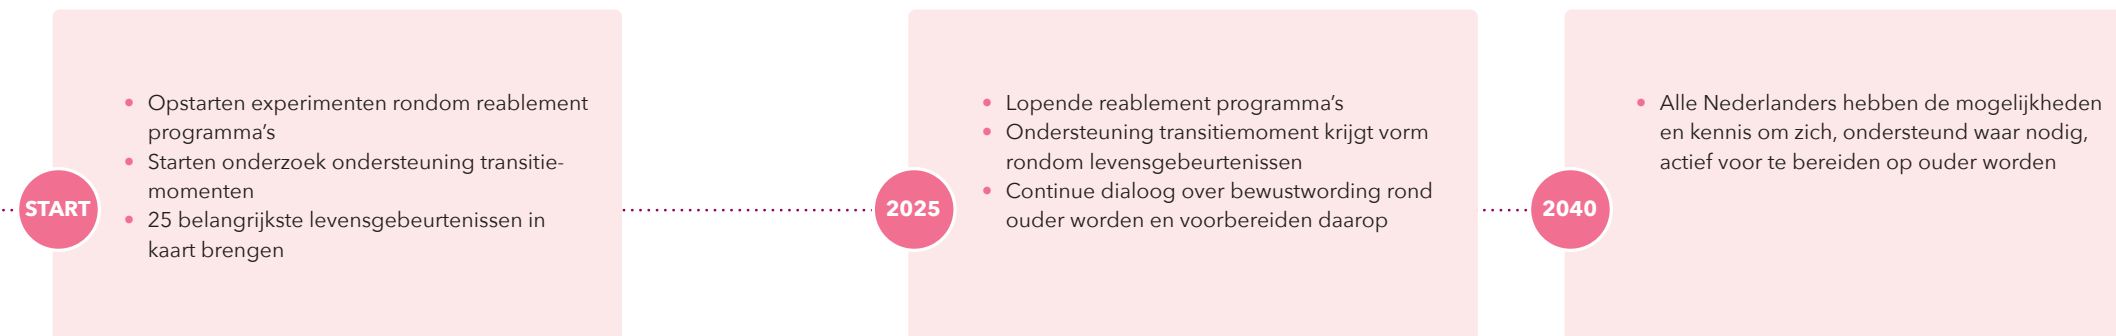 START
• Opstarten experimenten rondom reablement
programma’s
• Starten onderzoek ondersteuning transitie-
momenten
• 25 belangrijkste levensgebeurtenissen in
kaart brengen
2025
• Lopende reablement programma’s
• Ondersteuning transitiemoment krijgt vorm
rondom levensgebeurtenissen
• Continue dialoog over bewustwording rond
ouder worden en voorbereiden daarop
2040
• Alle Nederlanders hebben de mogelijkheden
en kennis om zich, ondersteund waar nodig,
actief voor te bereiden op ouder worden